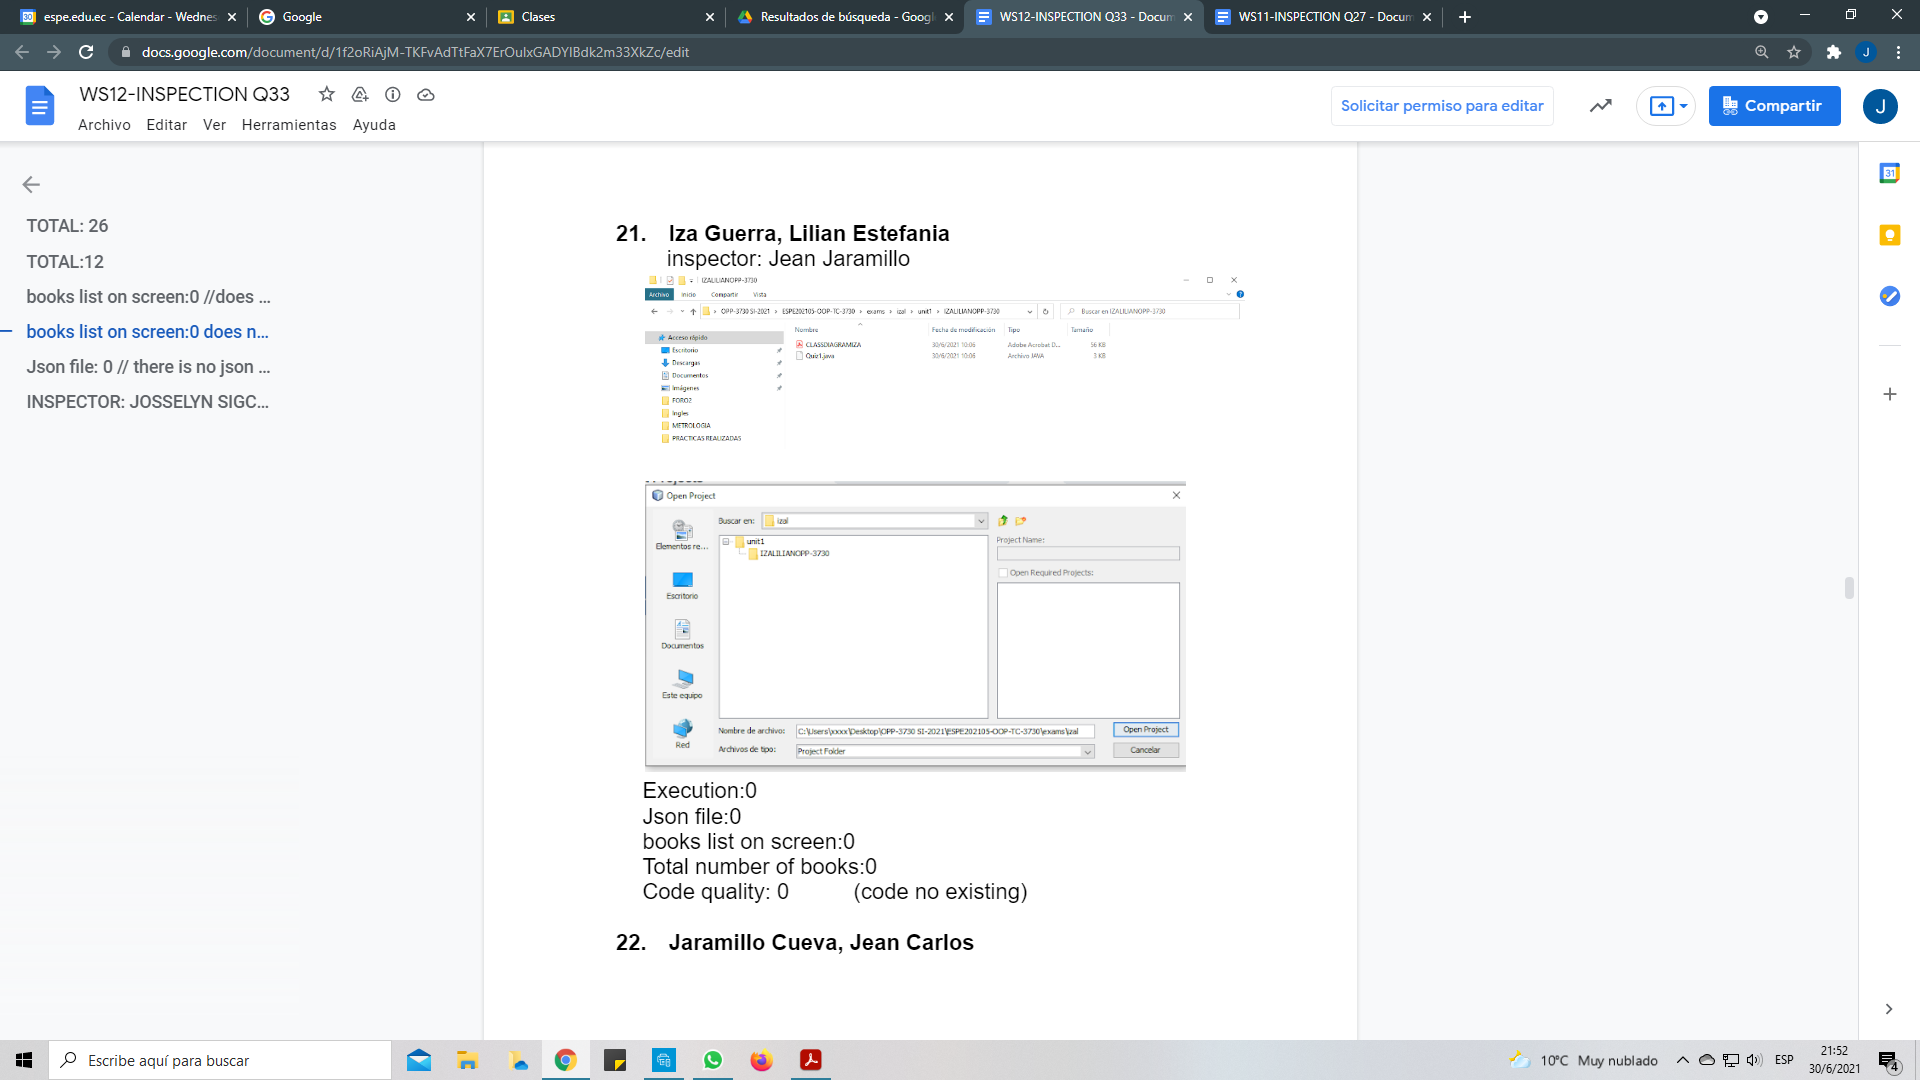 espe.edu.ec - Calendar - Wednes
Google
Clases
Resultados de búsqueda - Googl
WS12-INSPECTION Q33 - Docum
WS11-INSPECTION Q27 - Docum
docs.google.com/document/d/1f2oRiAjM-TKFvAdTtFaX7ErOulxGADYIBdk2m33XkZc/edit
J
WS12-INSPECTION Q33
Archivo Editar Ver Herramientas Ayuda
Solicitar permiso para editar
Compartir
J
TOTAL: 26
TOTAL:12
books list on screen:0 //does ...
books list on screen:0 does n...
Json file: 0 // there is no json ...
INSPECTOR: JOSSELYN SIGC...
21. Iza Guerra, Lilian Estefania
inspector: Jean Jaramillo
IZALILIANOPP-3730
Archivo Inicio Compartir Vista
OPP-3730 SI-2021 › ESPE202105-OOP-TC-3730 › exams › izal › unit1 › IZALILIANOPP-3730
Buscar en IZALILIANOPP-3730
Nombre Fecha de modificación Tipo Tamaño
Acceso rápido
CLASSDIAGRAMIZA 30/6/2021 10:06 Adobe Acrobat D... 56 KB
Quiz1.java 30/6/2021 10:06 Archivo JAVA 3 KB
Escritorio
Descargas
Documentos
Imágenes
FORO2
Ingles
METROLOGIA
PRACTICAS REALIZADAS
Open Project
Buscar en: izal
unit1
IZALILIANOPP-3730
Project Name:
Open Required Projects:
Elementos re...
Escritorio
Documentos
Este equipo
Red
Nombre de archivo: C:\Users\xxxx\Desktop\OPP-3730 SI-2021\ESPE202105-OOP-TC-3730\exams\izal
Open Project
Archivos de tipo: Project Folder
Cancelar
Execution:0
Json file:0
books list on screen:0
Total number of books:0
Code quality: 0 (code no existing)
22. Jaramillo Cueva, Jean Carlos
31
Escribe aquí para buscar
10°C Muy nublado
ESP
21:52
30/6/2021
4